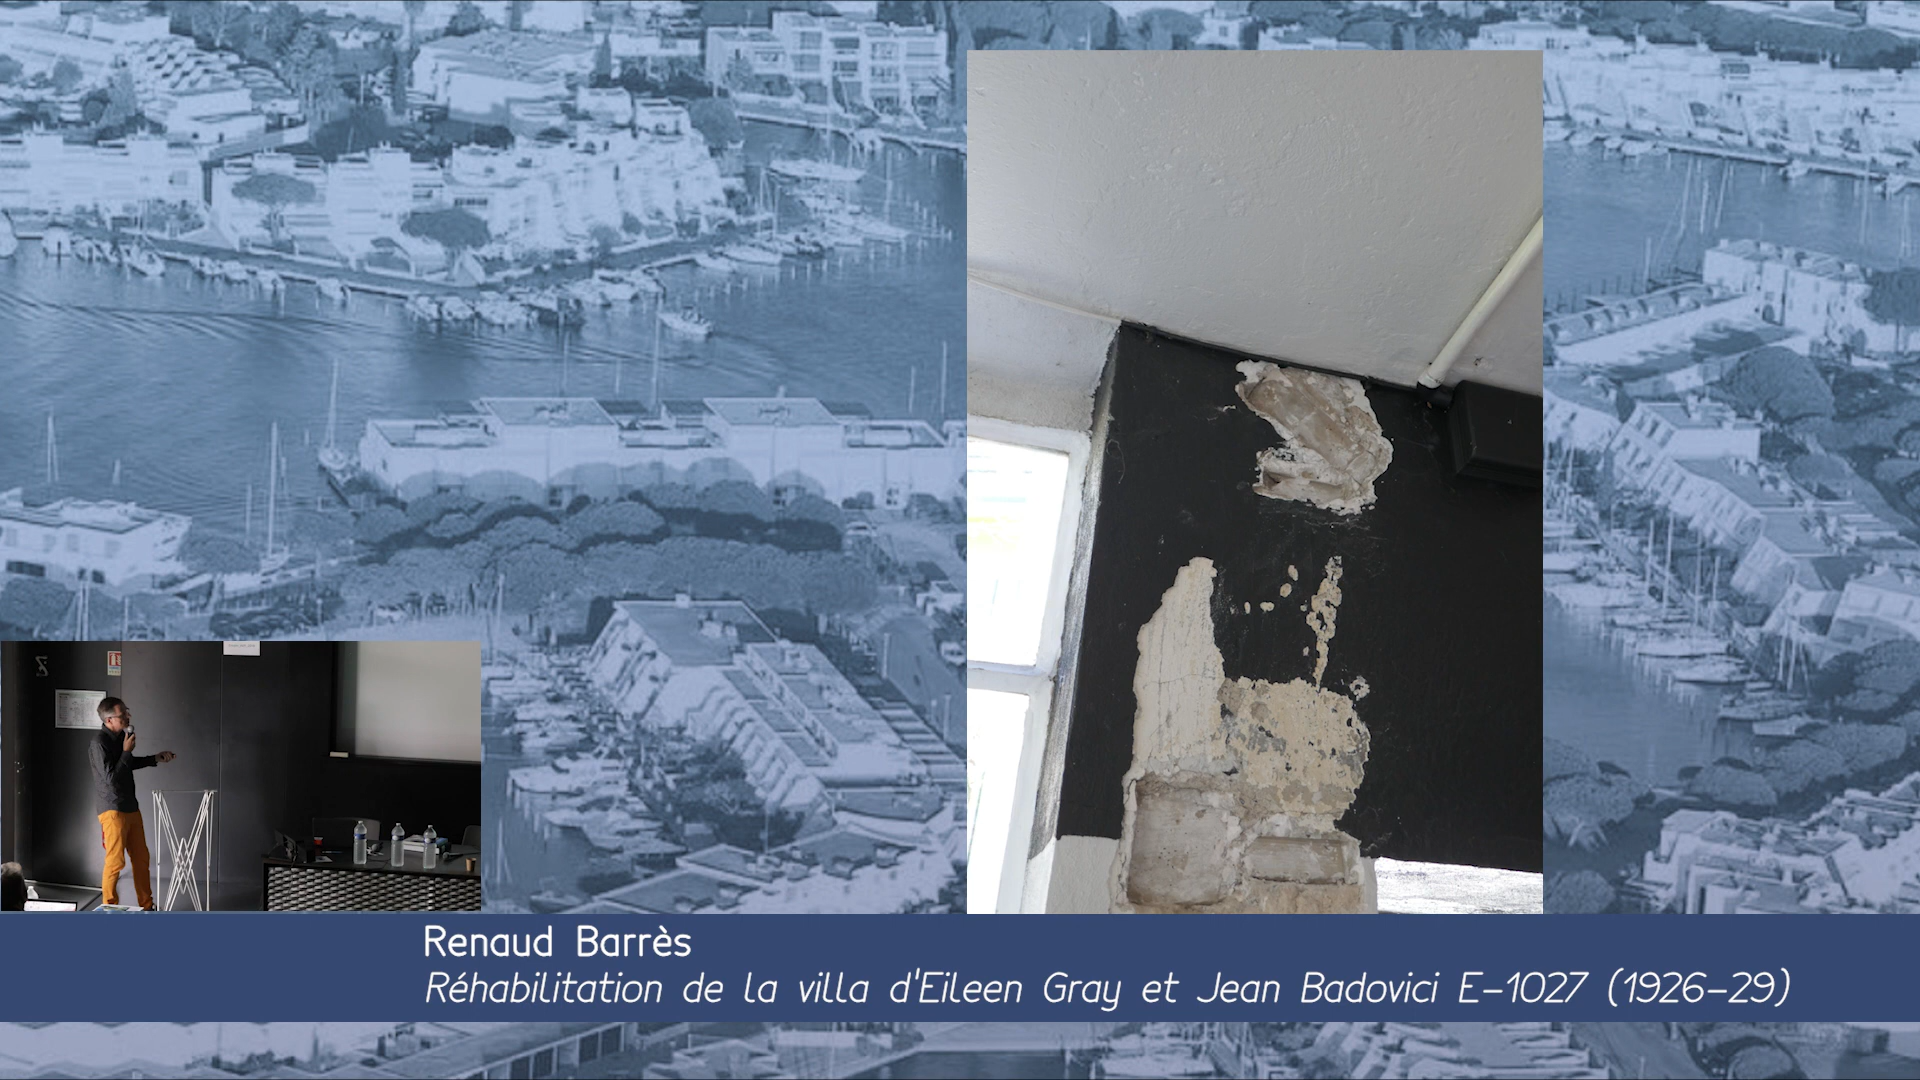 Renaud Barrès
Réhabilitation de la villa d'Eileen Gray et Jean Badovici E-1027 (1926-29)